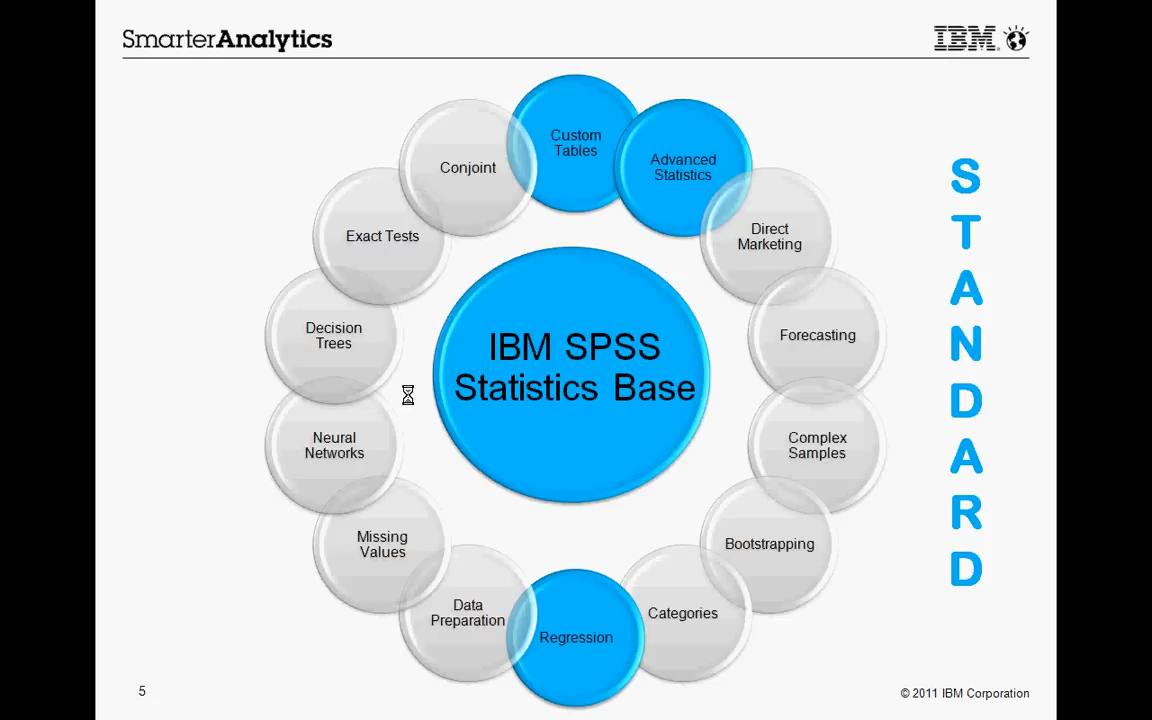 SmarterAnalytics
IBM
Custom
Tables
Advanced
Statistics
Direct
Marketing
Forecasting
Complex
Samples
Bootstrapping
Categories
Regression
Data
Preparation
Missing
Values
Neural
Networks
Decision
Trees
Exact Tests
Conjoint
IBM SPSS
Statistics Base
S
T
A
N
D
A
R
D
5
© 2011 IBM Corporation